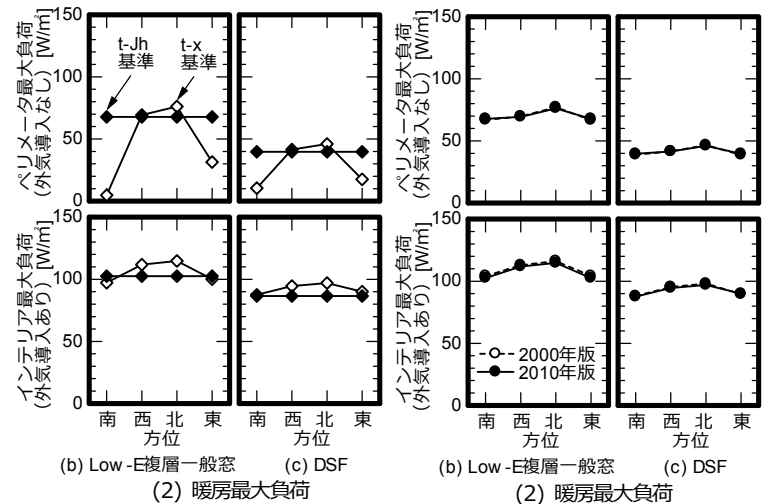 ペリメータ最大負荷
(外気導入なし) [W/㎡]
150
100
50
0
t-Jh
基準
t-x
基準
インテリア最大負荷
(外気導入あり) [W/㎡]
150
100
50
0
南 西 北 東
方位
南 西 北 東
方位
(b) Low-E複層一般窓
(c) DSF
(2) 暖房最大負荷
ペリメータ最大負荷
(外気導入なし) [W/㎡]
150
100
50
0
インテリア最大負荷
(外気導入あり) [W/㎡]
150
100
50
0
2000年版
2010年版
南 西 北 東
方位
南 西 北 東
方位
(b) Low-E複層一般窓
(c) DSF
(2) 暖房最大負荷